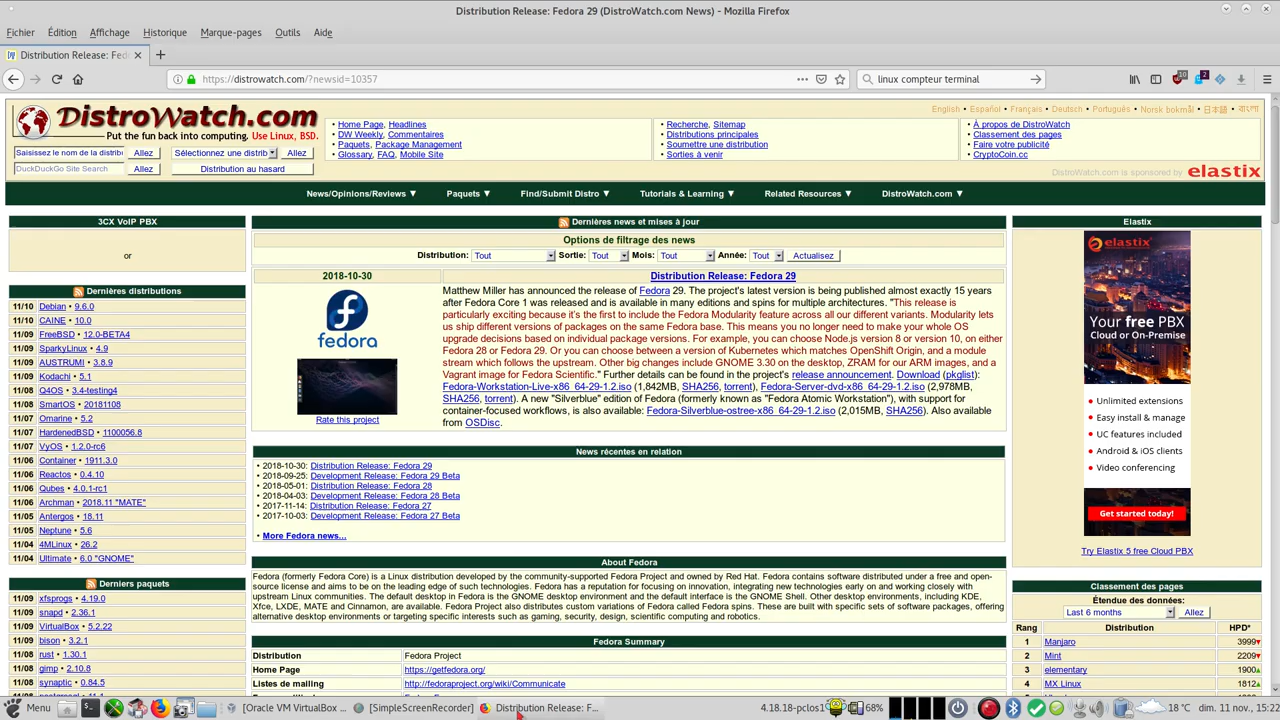 Distribution Release: Fedora 29 (DistroWatch.com News) - Mozilla Firefox
Fichier Édition Affichage Historique Marque-pages Outils Aide
Distribution Release: Fed
https://distrowatch.com/?newsid=10357
linux compteur terminal
10 2
English • Español • Français • Deutsch • Português • Norsk bokmål • 日本語 • বাংলা
DistroWatch.com
Put the fun back into computing. Use Linux, BSD.
Saisissez le nom de la distrib Allez Sélectionnez une distrib Allez
DuckDuckGo Site Search Allez Distribution au hasard
• Home Page, Headlines
• DW Weekly, Commentaires
• Paquets, Package Management
• Glossary, FAQ, Mobile Site
• Recherche, Sitemap
• Distributions principales
• Soumettre une distribution
• Sorties à venir
• À propos de DistroWatch
• Classement des pages
• Faire votre publicité
• CryptoCoin.cc
DistroWatch.com is sponsored by elastix
News/Opinions/Reviews ▼ Paquets ▼ Find/Submit Distro ▼ Tutorials & Learning ▼ Related Resources ▼ DistroWatch.com ▼
3CX VoIP PBX
or
Dernières distributions
11/10 Debian • 9.6.0
11/10 CAINE • 10.0
11/09 FreeBSD • 12.0-BETA4
11/09 SparkyLinux • 4.9
11/09 AUSTRUMI • 3.8.9
11/09 Kodachi • 5.1
11/08 Q4OS • 3.4-testing4
11/08 SmartOS • 20181108
11/08 Omarine • 5.2
11/07 HardenedBSD • 1100056.8
11/07 VyOS • 1.2.0-rc6
11/06 Container • 1911.3.0
11/06 Reactos • 0.4.10
11/06 Qubes • 4.0.1-rc1
11/06 Archman • 2018.11 "MATE"
11/05 Antergos • 18.11
11/05 Neptune • 5.6
11/04 4MLinux • 26.2
11/04 Ultimate • 6.0 "GNOME"
Derniers paquets
11/09 xfsprogs • 4.19.0
11/09 snapd • 2.36.1
11/09 VirtualBox • 5.2.22
11/09 bison • 3.2.1
11/08 rust • 1.30.1
11/08 gimp • 2.10.8
11/08 synaptic • 0.84.5
Dernières news et mises à jour
Options de filtrage des news
Distribution: Tout Sortie: Tout Mois: Tout Année: Tout Actualisez
2018-10-30 Distribution Release: Fedora 29
fedora
Rate this project
Matthew Miller has announced the release of Fedora 29. The project's latest version is being published almost exactly 15 years
after Fedora Core 1 was released and is available in many editions and spins for multiple architectures. "This release is
particularly exciting because it's the first to include the Fedora Modularity feature across all our different variants. Modularity lets
us ship different versions of packages on the same Fedora base. This means you no longer need to make your whole OS
upgrade decisions based on individual package versions. For example, you can choose Node.js version 8 or version 10, on either
Fedora 28 or Fedora 29. Or you can choose between a version of Kubernetes which matches OpenShift Origin, and a module
stream which follows the upstream. Other big changes include GNOME 3.30 on the desktop, ZRAM for our ARM images, and a
Vagrant image for Fedora Scientific." Further details can be found in the project's release announcement. Download (pkglist):
Fedora-Workstation-Live-x86_64-29-1.2.iso (1,842MB, SHA256, torrent), Fedora-Server-dvd-x86_64-29-1.2.iso (2,978MB,
SHA256, torrent). A new "Silverblue" edition of Fedora (formerly known as "Fedora Atomic Workstation"), with support for
container-focused workflows, is also available: Fedora-Silverblue-ostree-x86_64-29-1.2.iso (2,015MB, SHA256). Also available
from OSDisc.
News récentes en relation
• 2018-10-30: Distribution Release: Fedora 29
• 2018-09-25: Development Release: Fedora 29 Beta
• 2018-05-01: Distribution Release: Fedora 28
• 2018-04-03: Development Release: Fedora 28 Beta
• 2017-11-14: Distribution Release: Fedora 27
• 2017-10-03: Development Release: Fedora 27 Beta
• More Fedora news...
About Fedora
Fedora (formerly Fedora Core) is a Linux distribution developed by the community-supported Fedora Project and owned by Red Hat. Fedora contains software distributed under a free and open-
source license and aims to be on the leading edge of such technologies. Fedora has a reputation for focusing on innovation, integrating new technologies early on and working closely with
upstream Linux communities. The default desktop in Fedora is the GNOME desktop environment and the default interface is the GNOME Shell. Other desktop environments, including KDE,
Xfce, LXDE, MATE and Cinnamon, are available. Fedora Project also distributes custom variations of Fedora called Fedora spins. These are built with specific sets of software packages, offering
alternative desktop environments or targeting specific interests such as gaming, security, design, scientific computing and robotics.
Fedora Summary
Distribution Fedora Project
Home Page https://getfedora.org/
Listes de mailing http://fedoraproject.org/wiki/Communicate
Elastix
elastix
Your free PBX
Cloud or On-Premise
Unlimited extensions
Easy install & manage
UC features included
Android & iOS clients
Video conferencing
Get started today!
Try Elastix 5 free Cloud PBX
Classement des pages
Étendue des données:
Last 6 months Allez
Rang Distribution HPD*
1 Manjaro 3999
2 Mint 2209
3 elementary 1900
4 MX Linux 1812
Menu [Oracle VM VirtualBox ... [SimpleScreenRecorder] Distribution Release: F... 4.18.18-pclos1 68% 18 °C dim. 11 nov., 15:22